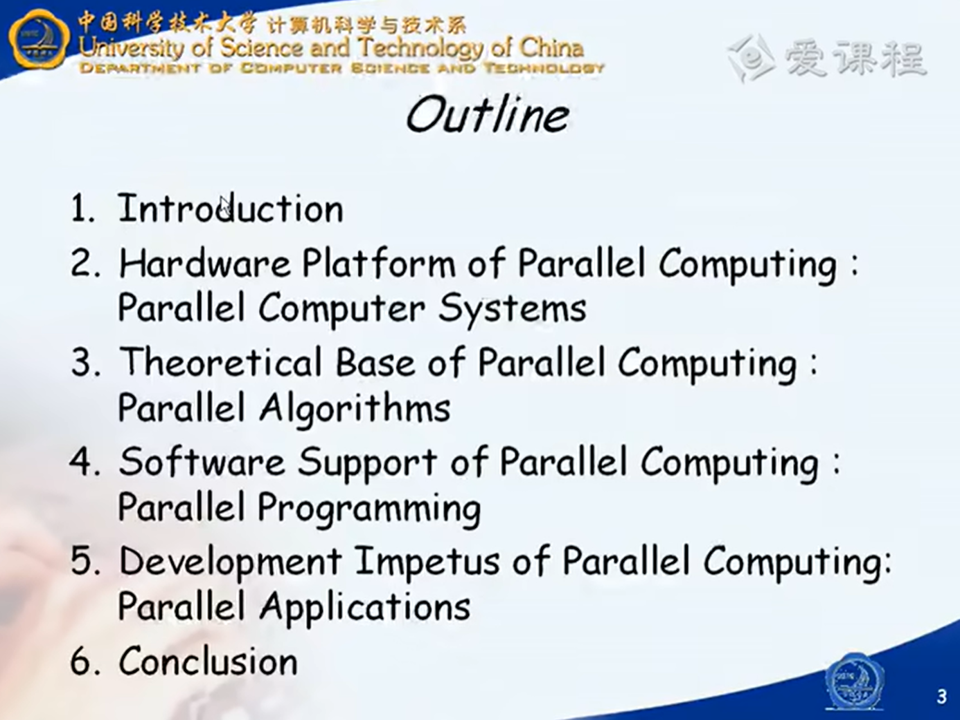 中国科学技术大学 计算机科学与技术系
University of Science and Technology of China
DEPARTMENT OF COMPUTER SCIENCE AND TECHNOLOGY
爱课程
Outline
1. Introduction
2. Hardware Platform of Parallel Computing :
Parallel Computer Systems
3. Theoretical Base of Parallel Computing :
Parallel Algorithms
4. Software Support of Parallel Computing :
Parallel Programming
5. Development Impetus of Parallel Computing:
Parallel Applications
6. Conclusion
3